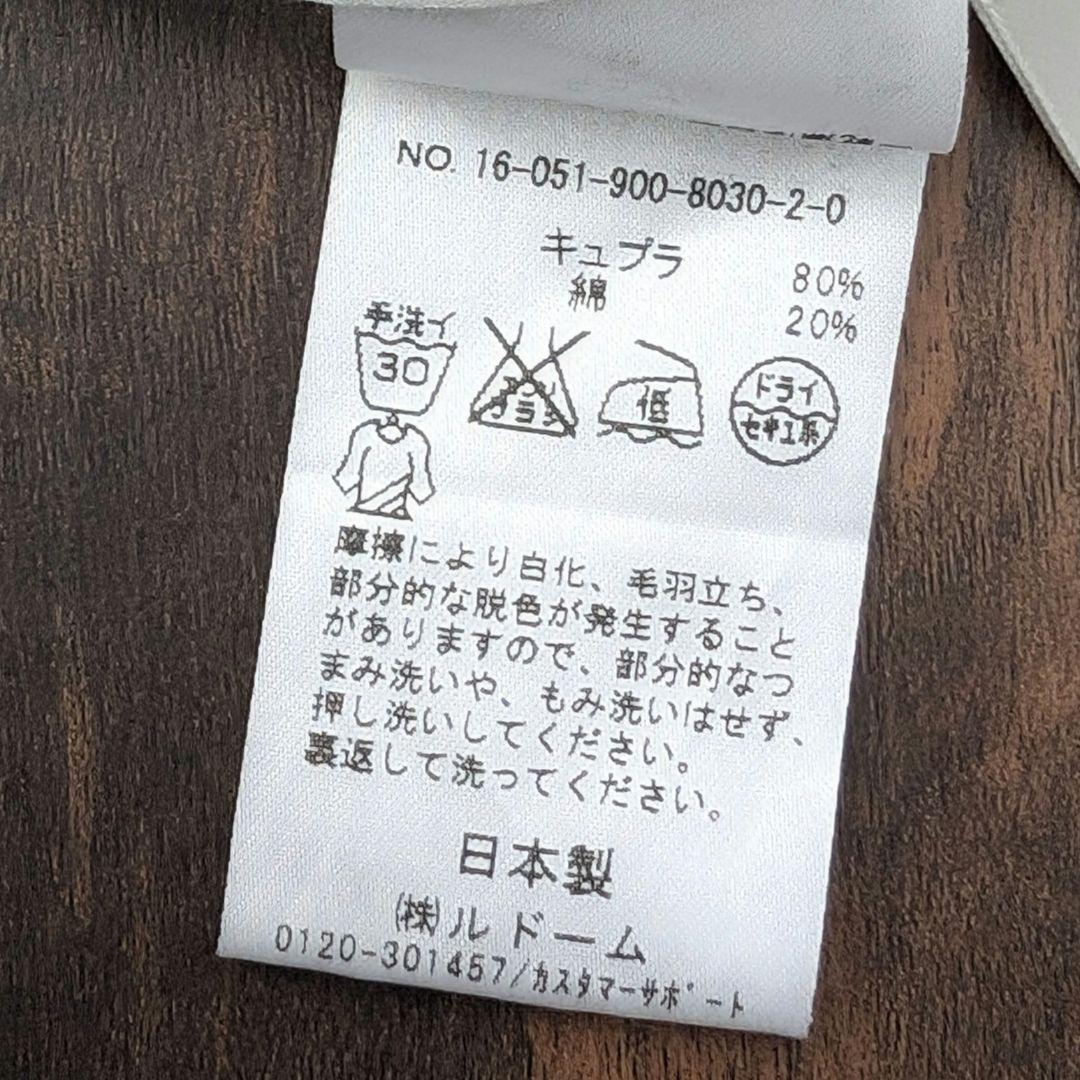 NO. 16-051-900-8030-2-0
キュプラ 80%
綿 20%
手洗イ
30
エンソ
サラシ
低
ドライ
セキユ系
摩擦により白化、毛羽立ち、
部分的な脱色が発生すること
がありますので、部分的なつ
まみ洗いや、もみ洗いはせず、
押し洗いしてください。
裏返して洗ってください。
日本製
(株)ルドーム
0120-301457/カスタマーサポート